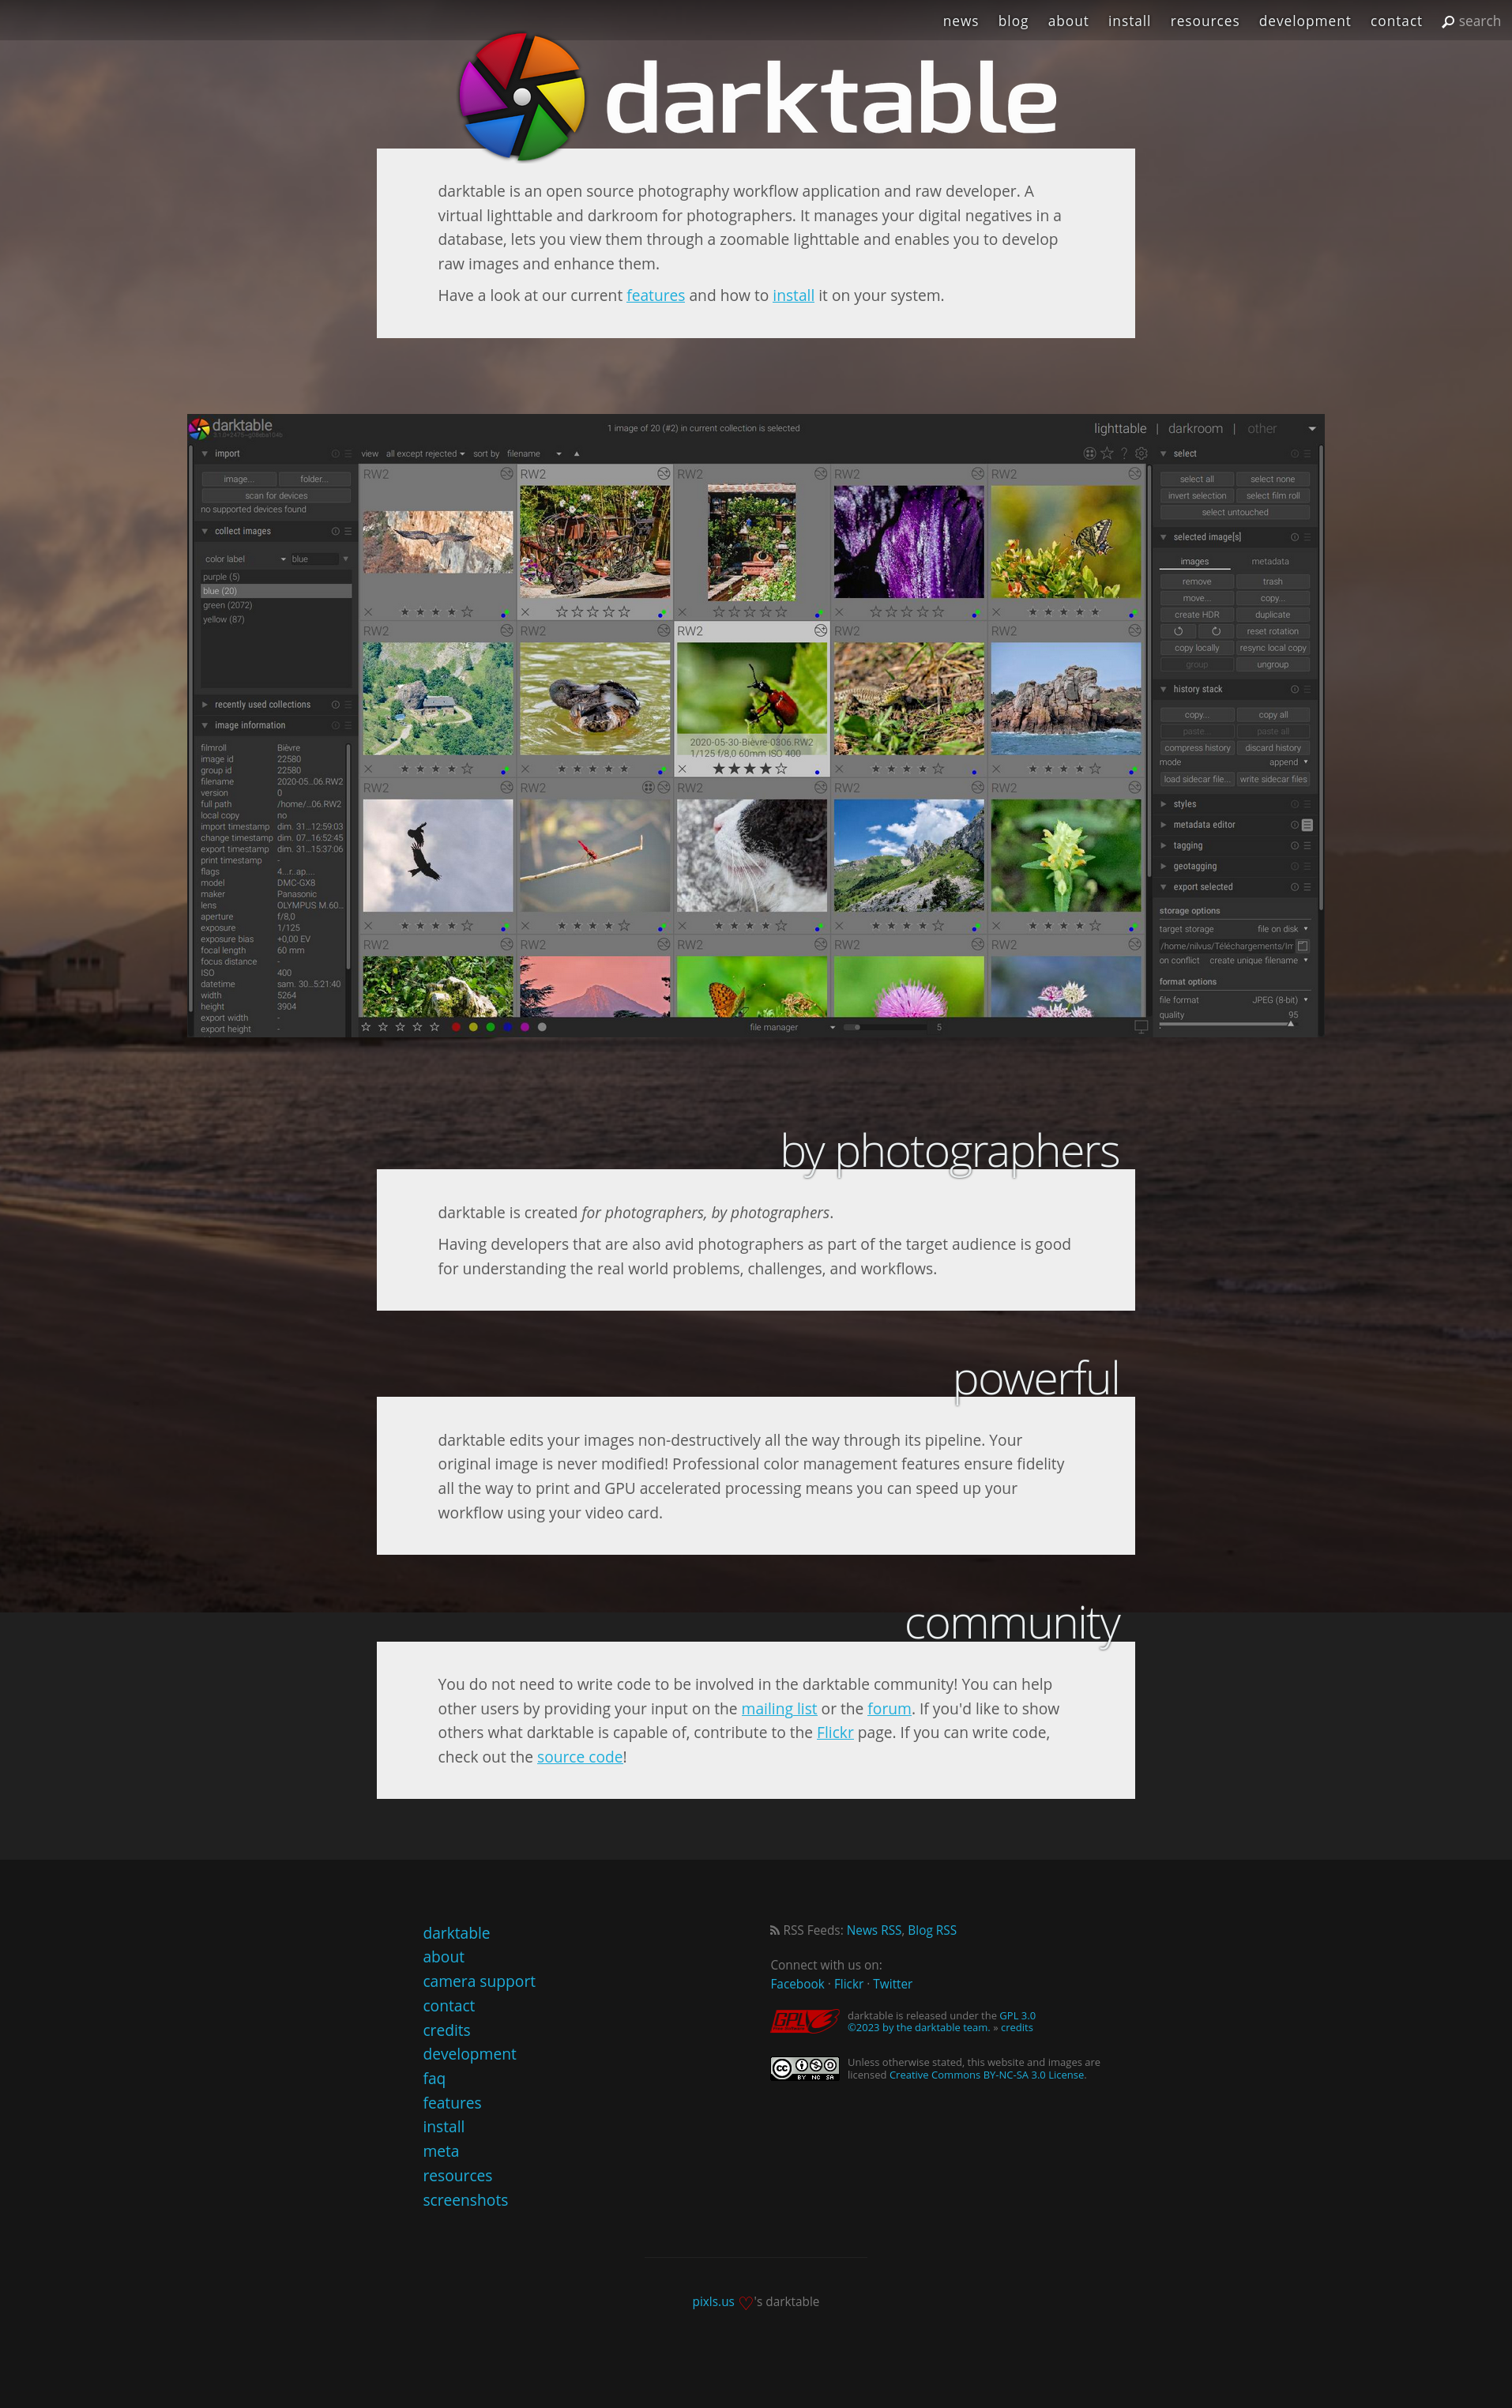 news blog about install resources development contact search
darktable
darktable is an open source photography workflow application and raw developer. A
virtual lighttable and darkroom for photographers. It manages your digital negatives in a
database, lets you view them through a zoomable lighttable and enables you to develop
raw images and enhance them.
Have a look at our current features and how to install it on your system.
darktable
1 image of 20 (#2) in current collection is selected
lighttable | darkroom | other
import
image... folder...
scan for devices
no supported devices found
collect images
color label blue
purple (5)
blue (20)
green (2072)
yellow (87)
recently used collections
image information
filmroll Bièvre
image id 22580
group id 22580
filename 2020-05...06.RW2
version 0
full path /home/...06.RW2
local copy no
import timestamp dim. 31...12:59:03
change timestamp dim. 07...16:52:45
export timestamp dim. 31...15:37:06
print timestamp -
flags 4...r..ap....
model DMC-GX8
maker Panasonic
lens OLYMPUS M.60...
aperture f/8,0
exposure 1/125
exposure bias +0,00 EV
focal length 60 mm
focus distance -
ISO 400
datetime sam. 30...5:21:40
width 5264
height 3904
export width -
export height -
view all except rejected sort by filename
RW2 RW2 RW2 RW2 RW2
RW2 RW2 RW2 RW2 RW2
2020-05-30-Bièvre-0306.RW2
1/125 f/8,0 60mm ISO 400
RW2 RW2 RW2 RW2 RW2
RW2 RW2 RW2 RW2 RW2
file manager 5
select
select all select none
invert selection select film roll
select untouched
selected image[s]
images metadata
remove trash
move... copy...
create HDR duplicate
reset rotation
copy locally resync local copy
group ungroup
history stack
copy... copy all
paste... paste all
compress history discard history
mode append
load sidecar file... write sidecar files
styles
metadata editor
tagging
geotagging
export selected
storage options
target storage file on disk
/home/nilvus/Téléchargements/Im
on conflict create unique filename
format options
file format JPEG (8-bit)
quality 95
by photographers
darktable is created for photographers, by photographers.
Having developers that are also avid photographers as part of the target audience is good
for understanding the real world problems, challenges, and workflows.
powerful
darktable edits your images non-destructively all the way through its pipeline. Your
original image is never modified! Professional color management features ensure fidelity
all the way to print and GPU accelerated processing means you can speed up your
workflow using your video card.
community
You do not need to write code to be involved in the darktable community! You can help
other users by providing your input on the mailing list or the forum. If you'd like to show
others what darktable is capable of, contribute to the Flickr page. If you can write code,
check out the source code!
darktable
about
camera support
contact
credits
development
faq
features
install
meta
resources
screenshots
RSS Feeds: News RSS, Blog RSS
Connect with us on:
Facebook · Flickr · Twitter
GPL 3
darktable is released under the GPL 3.0
©2023 by the darktable team. » credits
cc BY NC SA
Unless otherwise stated, this website and images are
licensed Creative Commons BY-NC-SA 3.0 License.
pixls.us ♡'s darktable